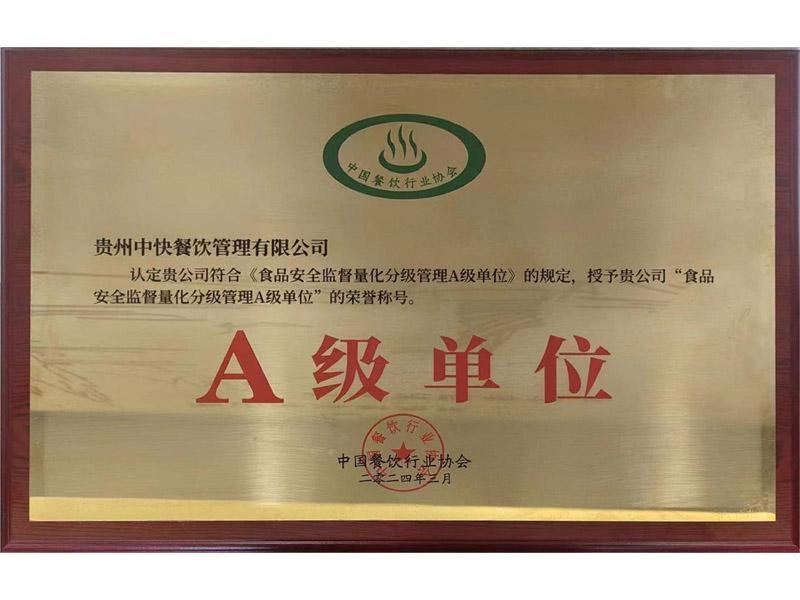 中国餐饮行业协会
贵州中快餐饮管理有限公司
认定贵公司符合《食品安全监督量化分级管理A级单位》的规定，授予贵公司“食品
安全监督量化分级管理A级单位”的荣誉称号。
A级单位
餐饮行业
中国餐饮行业协会
二零二四年三月